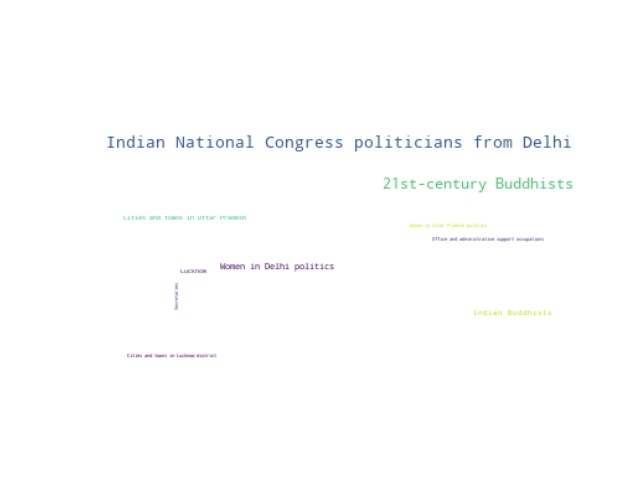 Indian National Congress politicians from Delhi
21st-century Buddhists
Cities and towns in Uttar Pradesh
Women in Uttar Pradesh politics
Office and administrative support occupations
Women in Delhi politics
Lucknow
Secretaries
Indian Buddhists
Cities and towns in Lucknow district